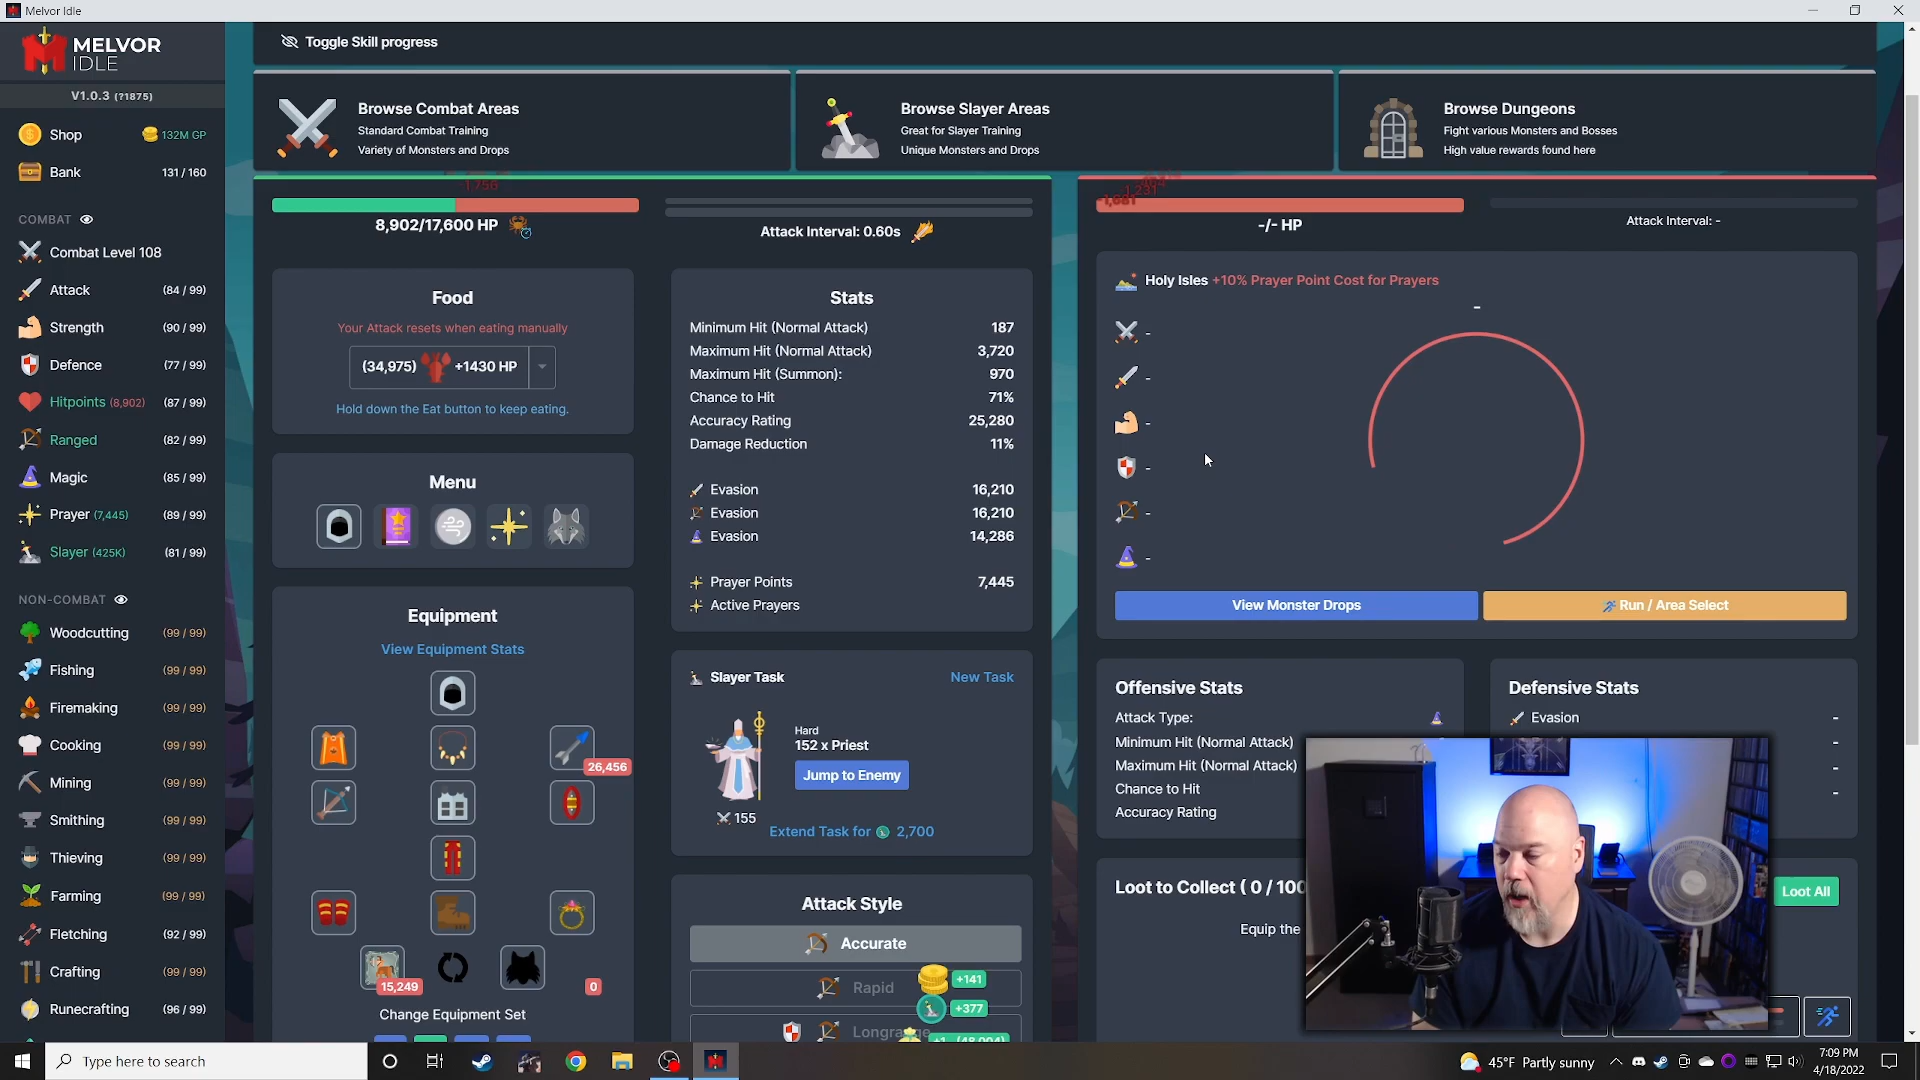 Melvor Idle
MELVOR
IDLE
V1.0.3 (?1875)
Shop 132M GP
Bank 131 / 160
COMBAT
Combat Level 108
Attack (84 / 99)
Strength (90 / 99)
Defence (77 / 99)
Hitpoints (8,902) (87 / 99)
Ranged (82 / 99)
Magic (85 / 99)
Prayer (7,445) (89 / 99)
Slayer (425K) (81 / 99)
NON-COMBAT
Woodcutting (99 / 99)
Fishing (99 / 99)
Firemaking (99 / 99)
Cooking (99 / 99)
Mining (99 / 99)
Smithing (99 / 99)
Thieving (99 / 99)
Farming (99 / 99)
Fletching (92 / 99)
Crafting (99 / 99)
Runecrafting (96 / 99)
Toggle Skill progress
Browse Combat Areas
Standard Combat Training
Variety of Monsters and Drops
Browse Slayer Areas
Great for Slayer Training
Unique Monsters and Drops
Browse Dungeons
Fight various Monsters and Bosses
High value rewards found here
-1,756
8,902/17,600 HP
Attack Interval: 0.60s
Food
Your Attack resets when eating manually
(34,975) +1430 HP
Hold down the Eat button to keep eating.
Menu
Equipment
View Equipment Stats
26,456
15,249
0
Change Equipment Set
Stats
Minimum Hit (Normal Attack) 187
Maximum Hit (Normal Attack) 3,720
Maximum Hit (Summon): 970
Chance to Hit 71%
Accuracy Rating 25,280
Damage Reduction 11%
Evasion 16,210
Evasion 16,210
Evasion 14,286
Prayer Points 7,445
Active Prayers
Slayer Task New Task
Hard
152 x Priest
Jump to Enemy
155
Extend Task for 2,700
Attack Style
Accurate
Rapid
+141
+377
Longrange
-1,231
-/- HP
Attack Interval: -
Holy Isles +10% Prayer Point Cost for Prayers
-
-
-
-
-
-
-
View Monster Drops
Run / Area Select
Offensive Stats
Attack Type:
Minimum Hit (Normal Attack)
Maximum Hit (Normal Attack)
Chance to Hit
Accuracy Rating
Defensive Stats
Evasion -
-
-
-
Loot to Collect ( 0 / 100
Loot All
Equip the
Type here to search
45°F Partly sunny
7:09 PM
4/18/2022